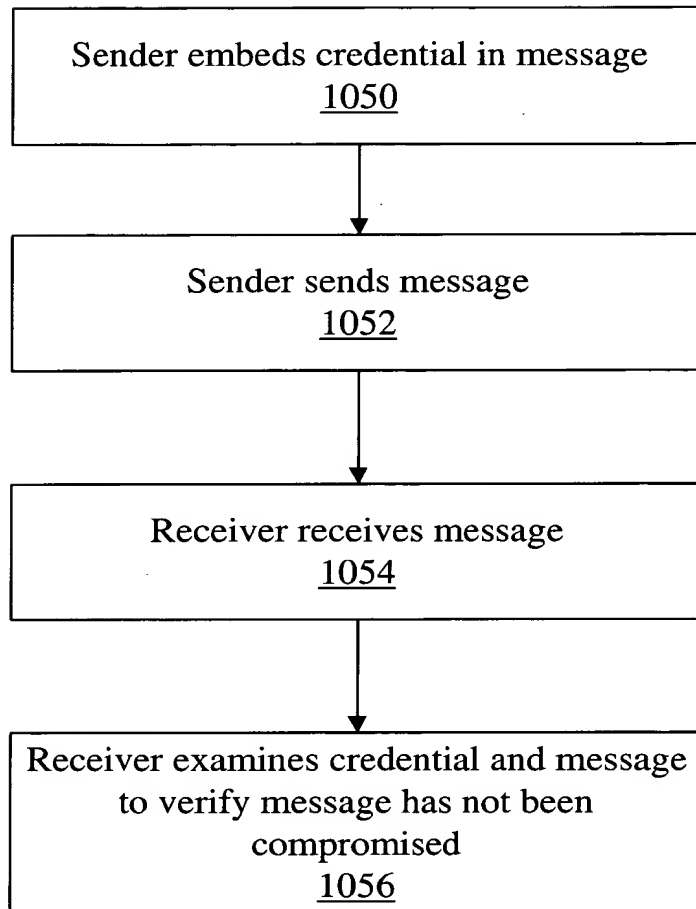 Sender embeds credential in message
1050
Sender sends message
1052
Receiver receives message
1054
Receiver examines credential and message
to verify message has not been
compromised
1056